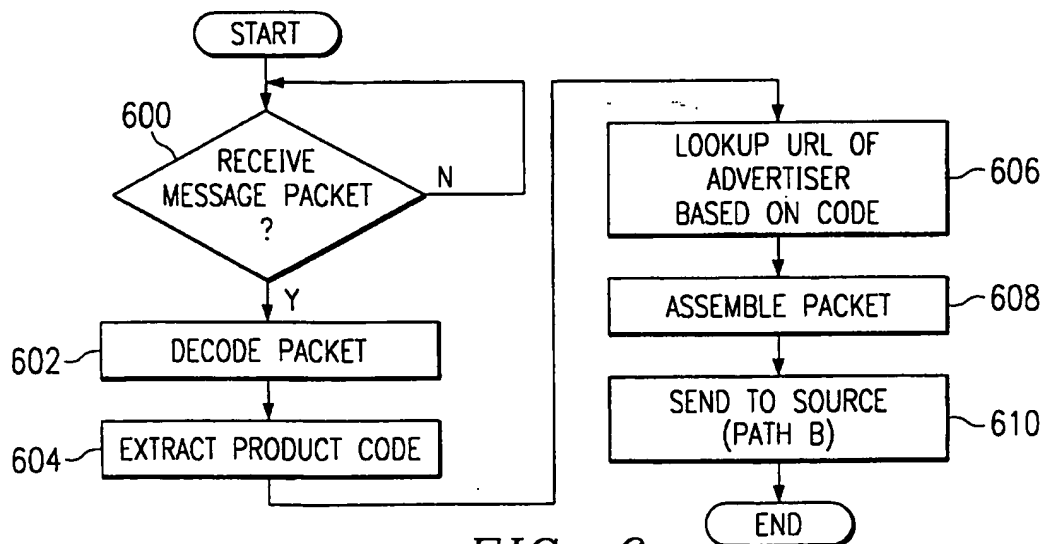 START
600
RECEIVE
MESSAGE PACKET
?
N
Y
602
DECODE PACKET
604
EXTRACT PRODUCT CODE
LOOKUP URL OF
ADVERTISER
BASED ON CODE
606
ASSEMBLE PACKET
608
SEND TO SOURCE
(PATH B)
610
END